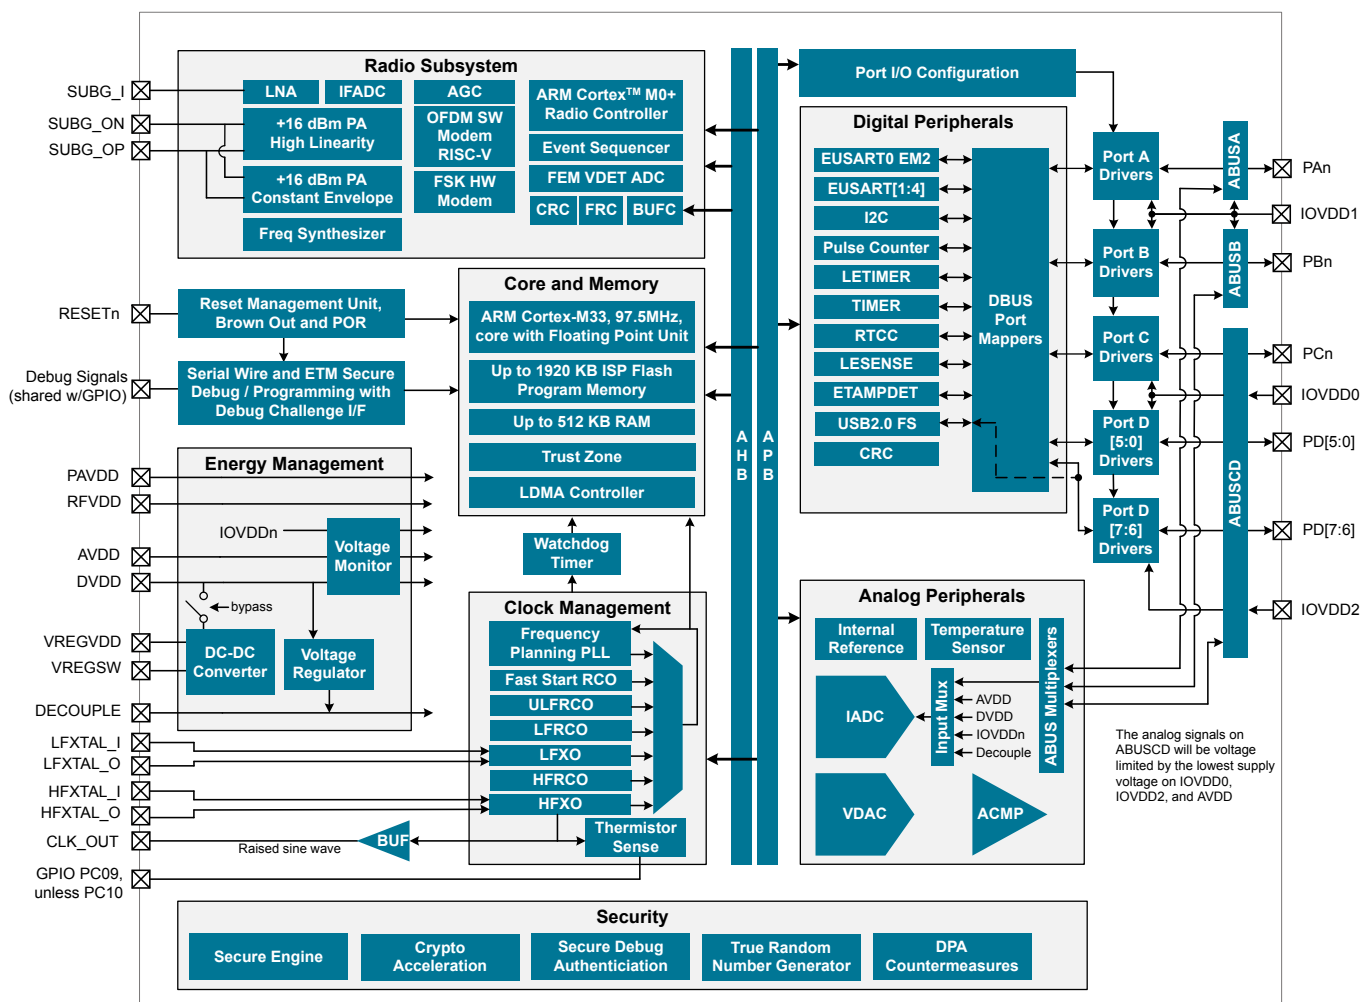 SUBG_I
SUBG_ON
SUBG_OP
Radio Subsystem
LNA
IFADC
+16 dBm PA
High Linearity
+16 dBm PA
Constant Envelope
Freq Synthesizer
AGC
OFDM SW
Modem
RISC-V
FSK HW
Modem
ARM Cortex™ M0+
Radio Controller
Event Sequencer
FEM VDET ADC
CRC
FRC
BUFC
RESETn
Debug Signals
(shared w/GPIO)
Reset Management Unit,
Brown Out and POR
Serial Wire and ETM Secure
Debug / Programming with
Debug Challenge I/F
Core and Memory
ARM Cortex-M33, 97.5MHz,
core with Floating Point Unit
Up to 1920 KB ISP Flash
Program Memory
Up to 512 KB RAM
Trust Zone
LDMA Controller
Watchdog
Timer
PAVDD
RFVDD
AVDD
DVDD
VREGVDD
VREGSW
DECOUPLE
Energy Management
IOVDDn
Voltage
Monitor
bypass
DC-DC
Converter
Voltage
Regulator
LFXTAL_I
LFXTAL_O
HFXTAL_I
HFXTAL_O
CLK_OUT
GPIO PC09,
unless PC10
Clock Management
Frequency
Planning PLL
Fast Start RCO
ULFRCO
LFRCO
LFXO
HFRCO
HFXO
Thermistor
Sense
BUF
Raised sine wave
AHB
APB
Port I/O Configuration
Digital Peripherals
EUSART0 EM2
EUSART[1:4]
I2C
Pulse Counter
LETIMER
TIMER
RTCC
LESENSE
ETAMPDET
USB2.0 FS
CRC
DBUS
Port
Mappers
Port A
Drivers
Port B
Drivers
Port C
Drivers
Port D
[5:0]
Drivers
Port D
[7:6]
Drivers
ABUSA
ABUSB
ABUSCD
PAn
IOVDD1
PBn
PCn
IOVDD0
PD[5:0]
PD[7:6]
IOVDD2
Analog Peripherals
Internal
Reference
Temperature
Sensor
IADC
Input Mux
AVDD
DVDD
IOVDDn
Decouple
ABUS Multiplexers
VDAC
ACMP
The analog signals on
ABUSCD will be voltage
limited by the lowest supply
voltage on IOVDD0,
IOVDD2, and AVDD
Security
Secure Engine
Crypto
Acceleration
Secure Debug
Authenticiation
True Random
Number Generator
DPA
Countermeasures